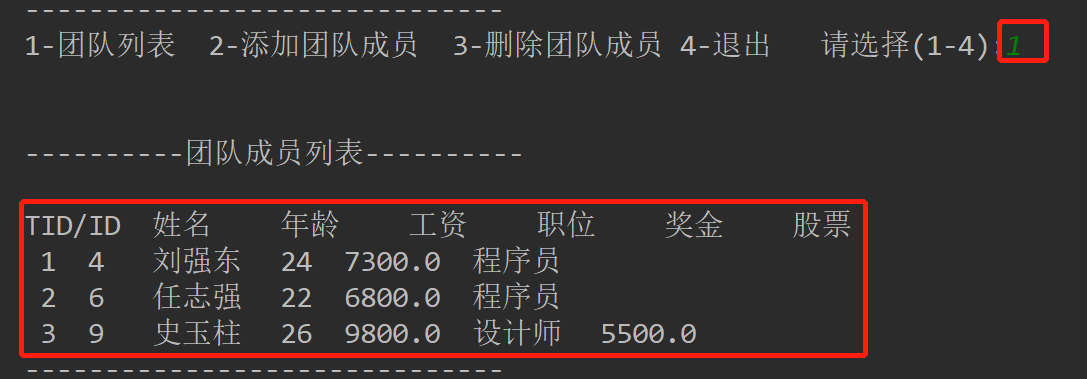 ------------------------------
1-团队列表  2-添加团队成员  3-删除团队成员 4-退出   请选择(1-4):1
----------团队成员列表----------
TID/ID  姓名    年龄    工资    职位    奖金    股票
 1  4   刘强东  24  7300.0  程序员
 2  6   任志强  22  6800.0  程序员
 3  9   史玉柱  26  9800.0  设计师  5500.0
------------------------------